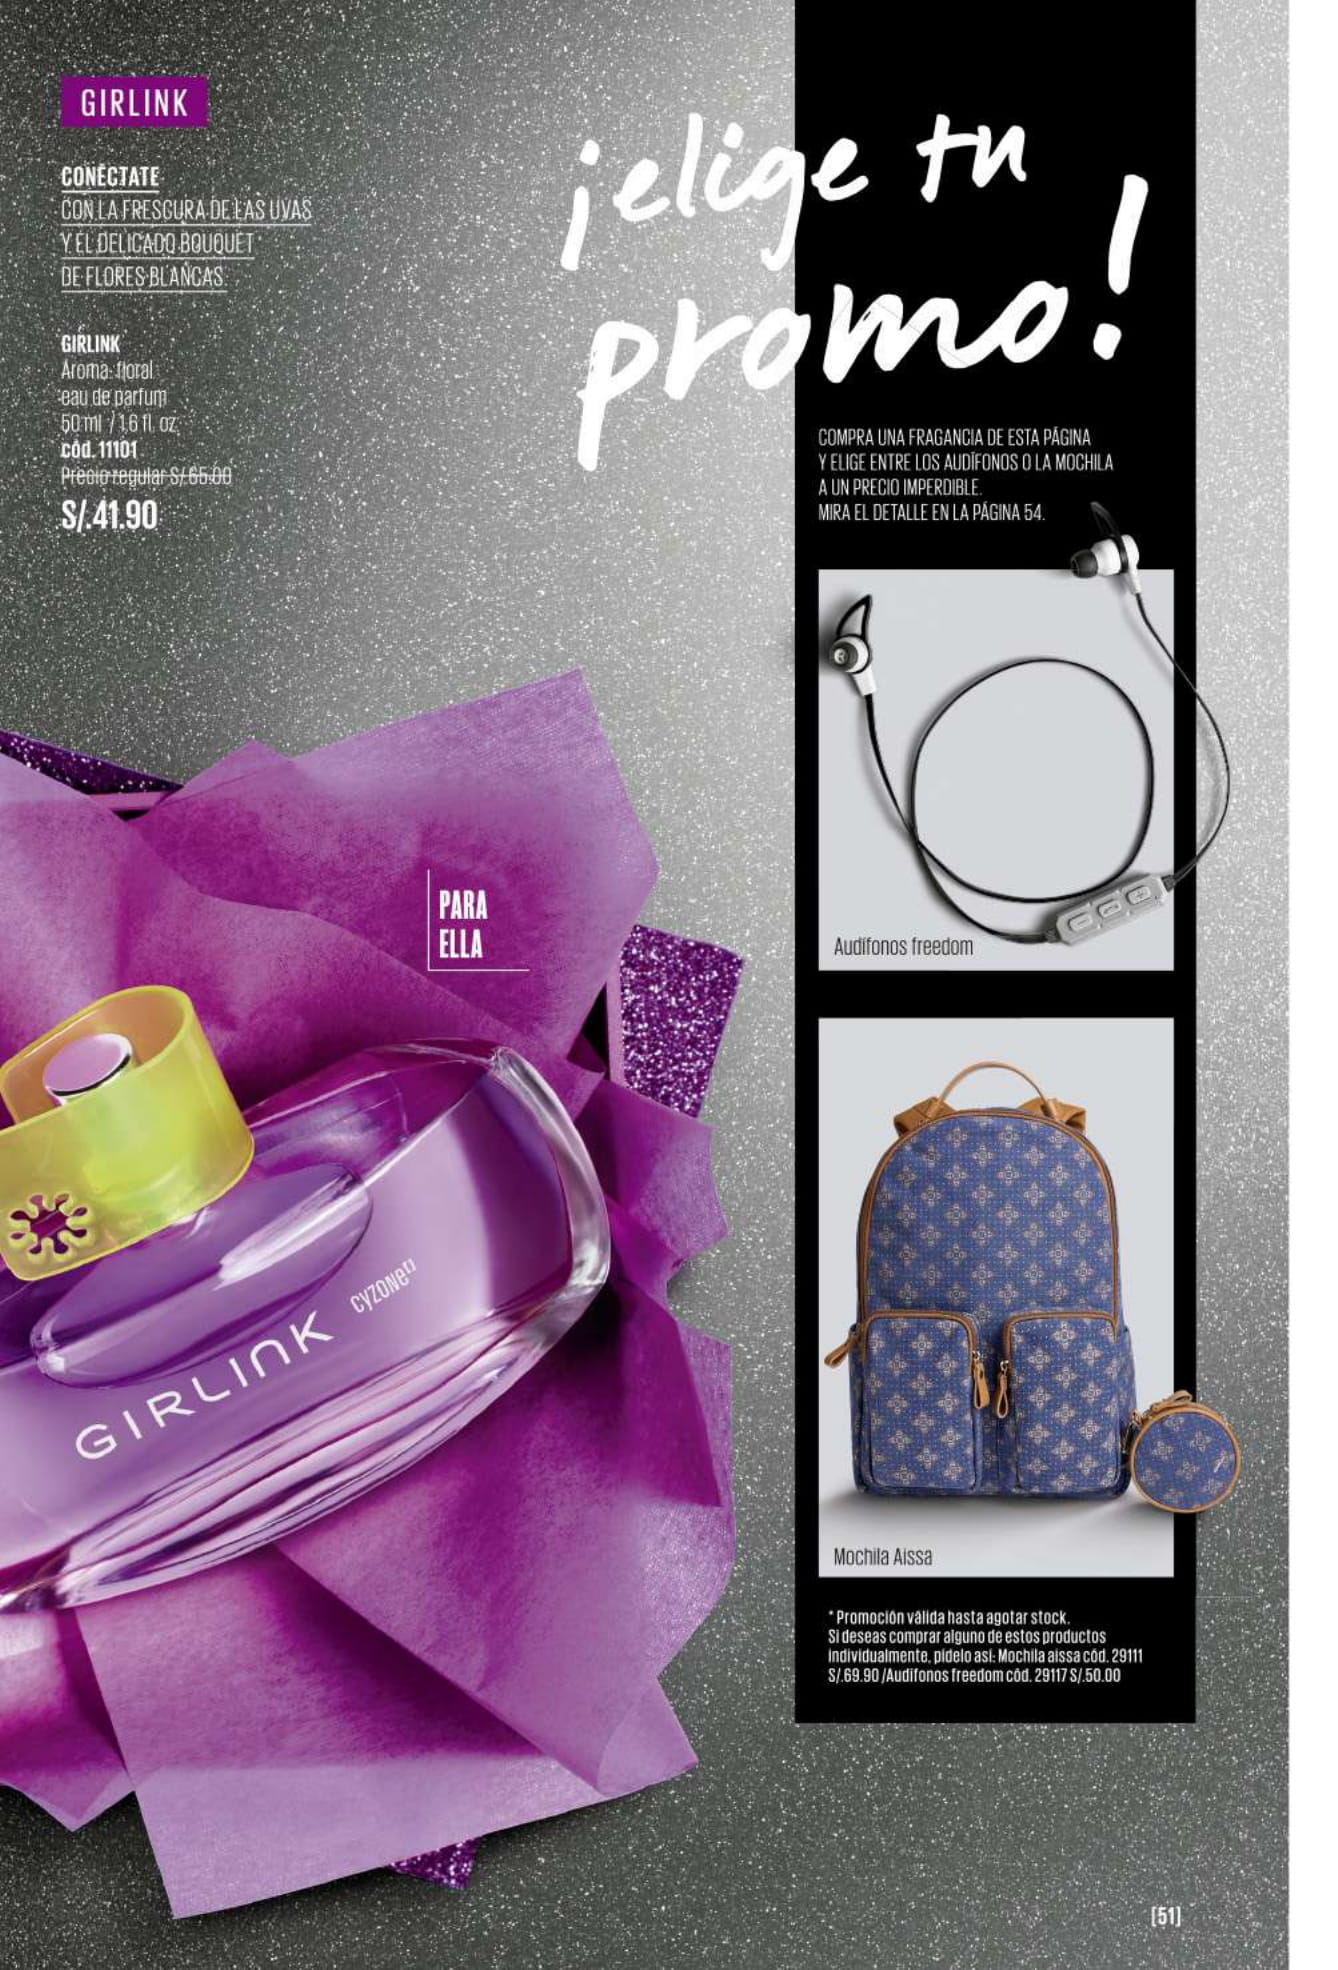 GIRLINK
CONÉCTATE
CON LA FRESCURA DE LAS UVAS
Y EL DELICADO BOUQUET
DE FLORES BLANCAS.
GIRLINK
Aroma: floral
eau de parfum
50 ml / 1.6 fl. oz.
cód. 11101
Precio regular S/.65.00
S/.41.90
¡elige tu
promo!
COMPRA UNA FRAGANCIA DE ESTA PÁGINA
Y ELIGE ENTRE LOS AUDÍFONOS O LA MOCHILA
A UN PRECIO IMPERDIBLE.
MIRA EL DETALLE EN LA PÁGINA 54.
Audífonos freedom
PARA
ELLA
GIRLINK cyzone
Mochila Aissa
* Promoción válida hasta agotar stock.
Si deseas comprar alguno de estos productos
individualmente, pídelo así: Mochila aissa cód. 29111
S/.69.90 /Audífonos freedom cód. 29117 S/.50.00
[51]